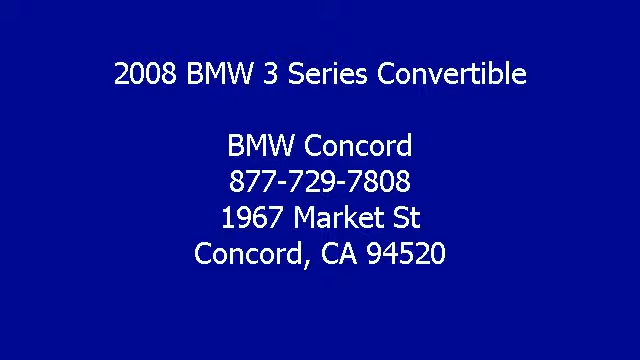 2008 BMW 3 Series Convertible
BMW Concord
877-729-7808
1967 Market St
Concord, CA 94520